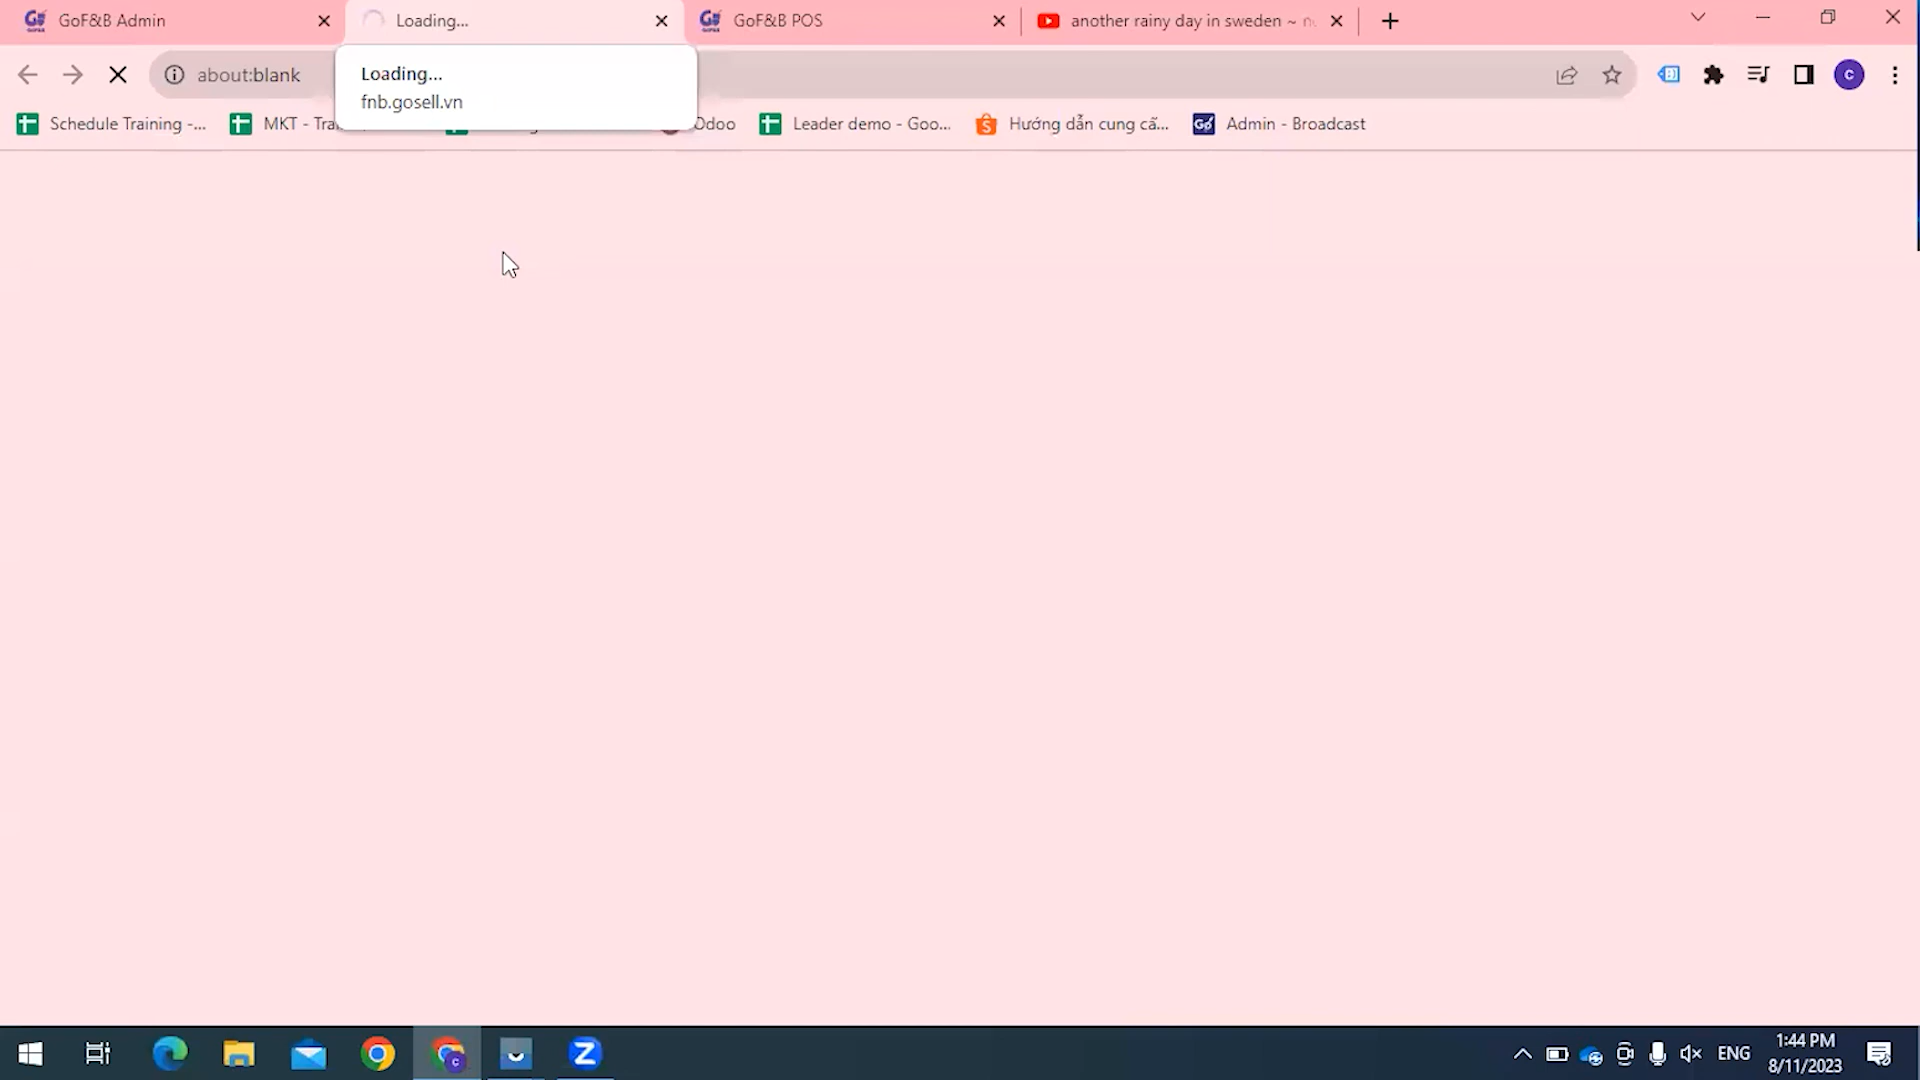 GoF&B Admin
Loading...
GoF&B POS
another rainy day in sweden ~
about:blank
Loading...
fnb.gosell.vn
Schedule Training -...
MKT - Tra
Odoo
Leader demo - Goo...
Hướng dẫn cung cấ...
Admin - Broadcast
ENG
1:44 PM
8/11/2023